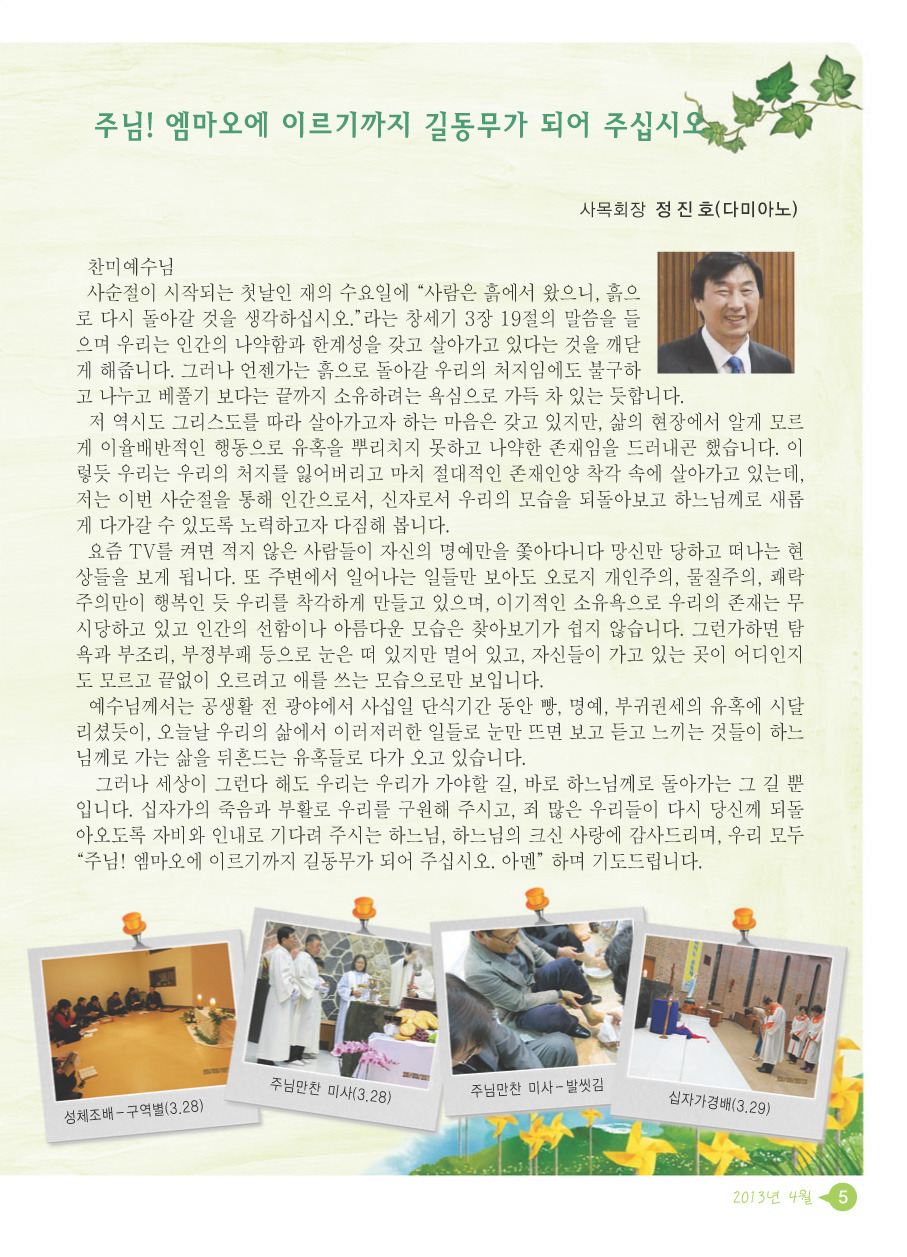 주님! 엠마오에 이르기까지 길동무가 되어 주십시오
사목회장 정 진 호(다미아노)
찬미예수님
사순절이 시작되는 첫날인 재의 수요일에 “사람은 흙에서 왔으니, 흙으
로 다시 돌아갈 것을 생각하십시오.”라는 창세기 3장 19절의 말씀을 들
으며 우리는 인간의 나약함과 한계성을 갖고 살아가고 있다는 것을 깨닫
게 해줍니다. 그러나 언젠가는 흙으로 돌아갈 우리의 처지임에도 불구하
고 나누고 베풀기 보다는 끝까지 소유하려는 욕심으로 가득 차 있는 듯합니다.
저 역시도 그리스도를 따라 살아가고자 하는 마음은 갖고 있지만, 삶의 현장에서 알게 모르
게 이율배반적인 행동으로 유혹을 뿌리치지 못하고 나약한 존재임을 드러내곤 했습니다. 이
렇듯 우리는 우리의 처지를 잃어버리고 마치 절대적인 존재인양 착각 속에 살아가고 있는데,
저는 이번 사순절을 통해 인간으로서, 신자로서 우리의 모습을 되돌아보고 하느님께로 새롭
게 다가갈 수 있도록 노력하고자 다짐해 봅니다.
요즘 TV를 켜면 적지 않은 사람들이 자신의 명예만을 쫓아다니다 망신만 당하고 떠나는 현
상들을 보게 됩니다. 또 주변에서 일어나는 일들만 보아도 오로지 개인주의, 물질주의, 쾌락
주의만이 행복인 듯 우리를 착각하게 만들고 있으며, 이기적인 소유욕으로 우리의 존재는 무
시당하고 있고 인간의 선함이나 아름다운 모습은 찾아보기가 쉽지 않습니다. 그런가하면 탐
욕과 부조리, 부정부패 등으로 눈은 떠 있지만 멀어 있고, 자신들이 가고 있는 곳이 어디인지
도 모르고 끝없이 오르려고 애를 쓰는 모습으로만 보입니다.
예수님께서는 공생활 전 광야에서 사십일 단식기간 동안 빵, 명예, 부귀권세의 유혹에 시달
리셨듯이, 오늘날 우리의 삶에서 이러저러한 일들로 눈만 뜨면 보고 듣고 느끼는 것들이 하느
님께로 가는 삶을 뒤흔드는 유혹들로 다가 오고 있습니다.
그러나 세상이 그런다 해도 우리는 우리가 가야할 길, 바로 하느님께로 돌아가는 그 길 뿐
입니다. 십자가의 죽음과 부활로 우리를 구원해 주시고, 죄 많은 우리들이 다시 당신께 되돌
아오도록 자비와 인내로 기다려 주시는 하느님, 하느님의 크신 사랑에 감사드리며, 우리 모두
“주님! 엠마오에 이르기까지 길동무가 되어 주십시오. 아멘” 하며 기도드립니다.
성체조배-구역별(3.28)
주님만찬 미사(3.28)
주님만찬 미사-발씻김
십자가경배(3.29)
2013년 4월 5